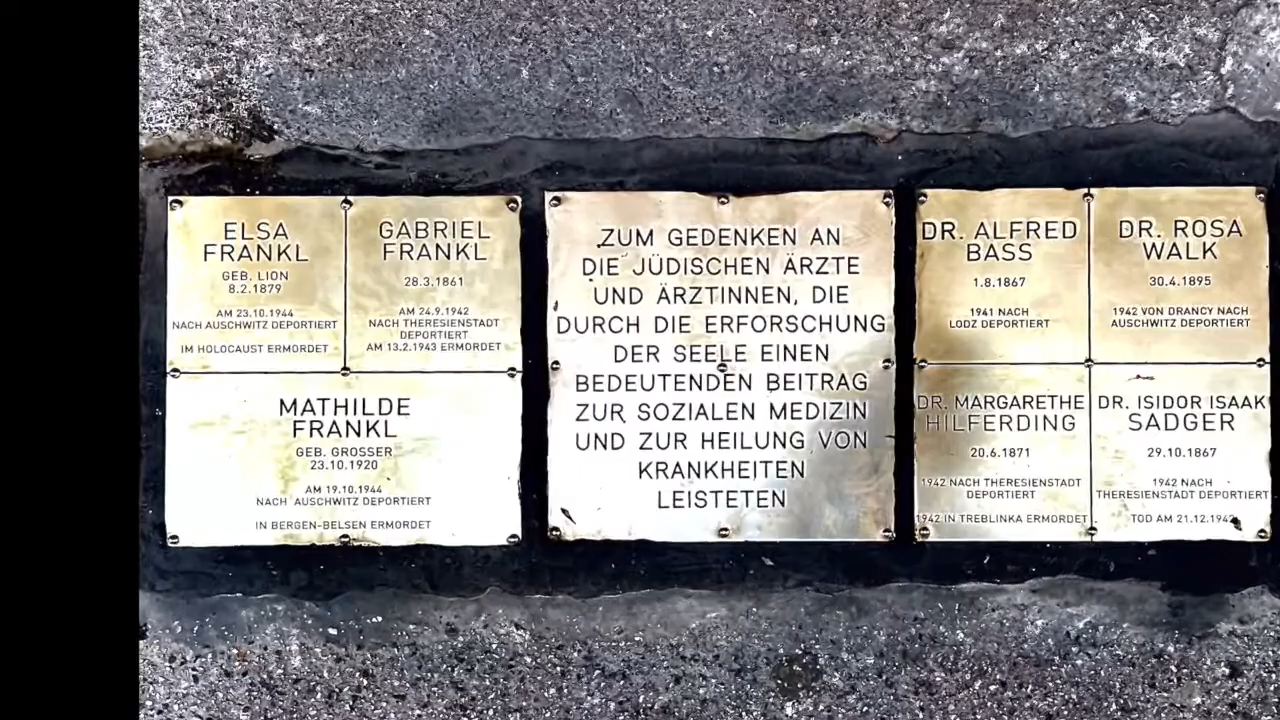 ELSA
FRANKL
GEB. LION
8.2.1879
AM 23.10.1944
NACH AUSCHWITZ DEPORTIERT
IM HOLOCAUST ERMORDET
GABRIEL
FRANKL
28.3.1861
AM 24.9.1942
NACH THERESIENSTADT
DEPORTIERT
AM 13.2.1943 ERMORDET
MATHILDE
FRANKL
GEB. GROSSER
23.10.1920
AM 19.10.1944
NACH AUSCHWITZ DEPORTIERT
IN BERGEN-BELSEN ERMORDET
ZUM GEDENKEN AN
DIE JÜDISCHEN ÄRZTE
UND ÄRZTINNEN, DIE
DURCH DIE ERFORSCHUNG
DER SEELE EINEN
BEDEUTENDEN BEITRAG
ZUR SOZIALEN MEDIZIN
UND ZUR HEILUNG VON
KRANKHEITEN
LEISTETEN
DR. ALFRED
BASS
1.8.1867
1941 NACH
LODZ DEPORTIERT
DR. ROSA
WALK
30.4.1895
1942 VON DRANCY NACH
AUSCHWITZ DEPORTIERT
DR. MARGARETHE
HILFERDING
20.6.1871
1942 NACH THERESIENSTADT
DEPORTIERT
1942 IN TREBLINKA ERMORDET
DR. ISIDOR ISAAK
SADGER
29.10.1867
1942 NACH
THERESIENSTADT DEPORTIERT
TOD AM 21.12.1942